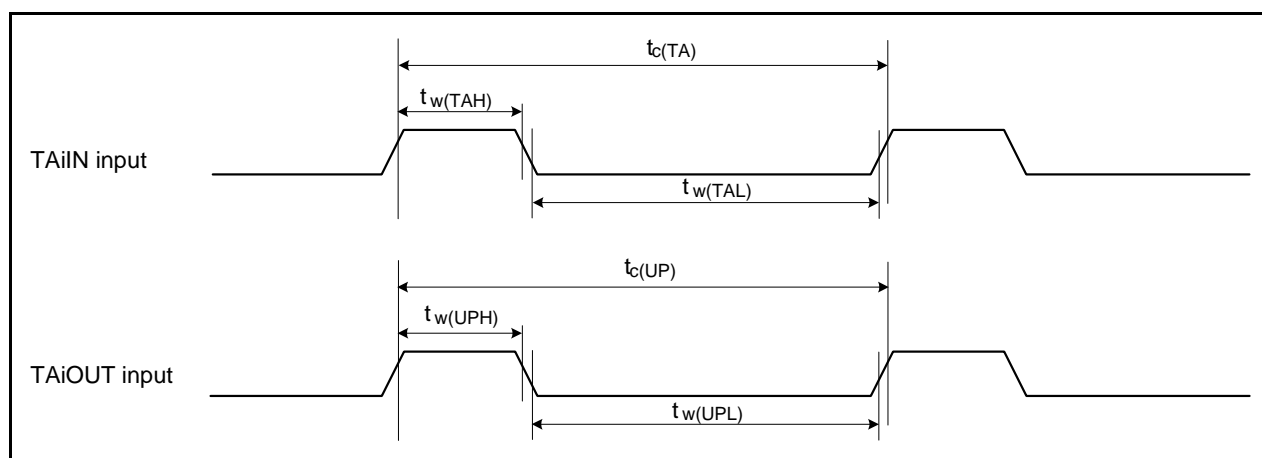 tc(TA)
tw(TAH)
TAiIN input
tw(TAL)
tc(UP)
tw(UPH)
TAiOUT input
tw(UPL)